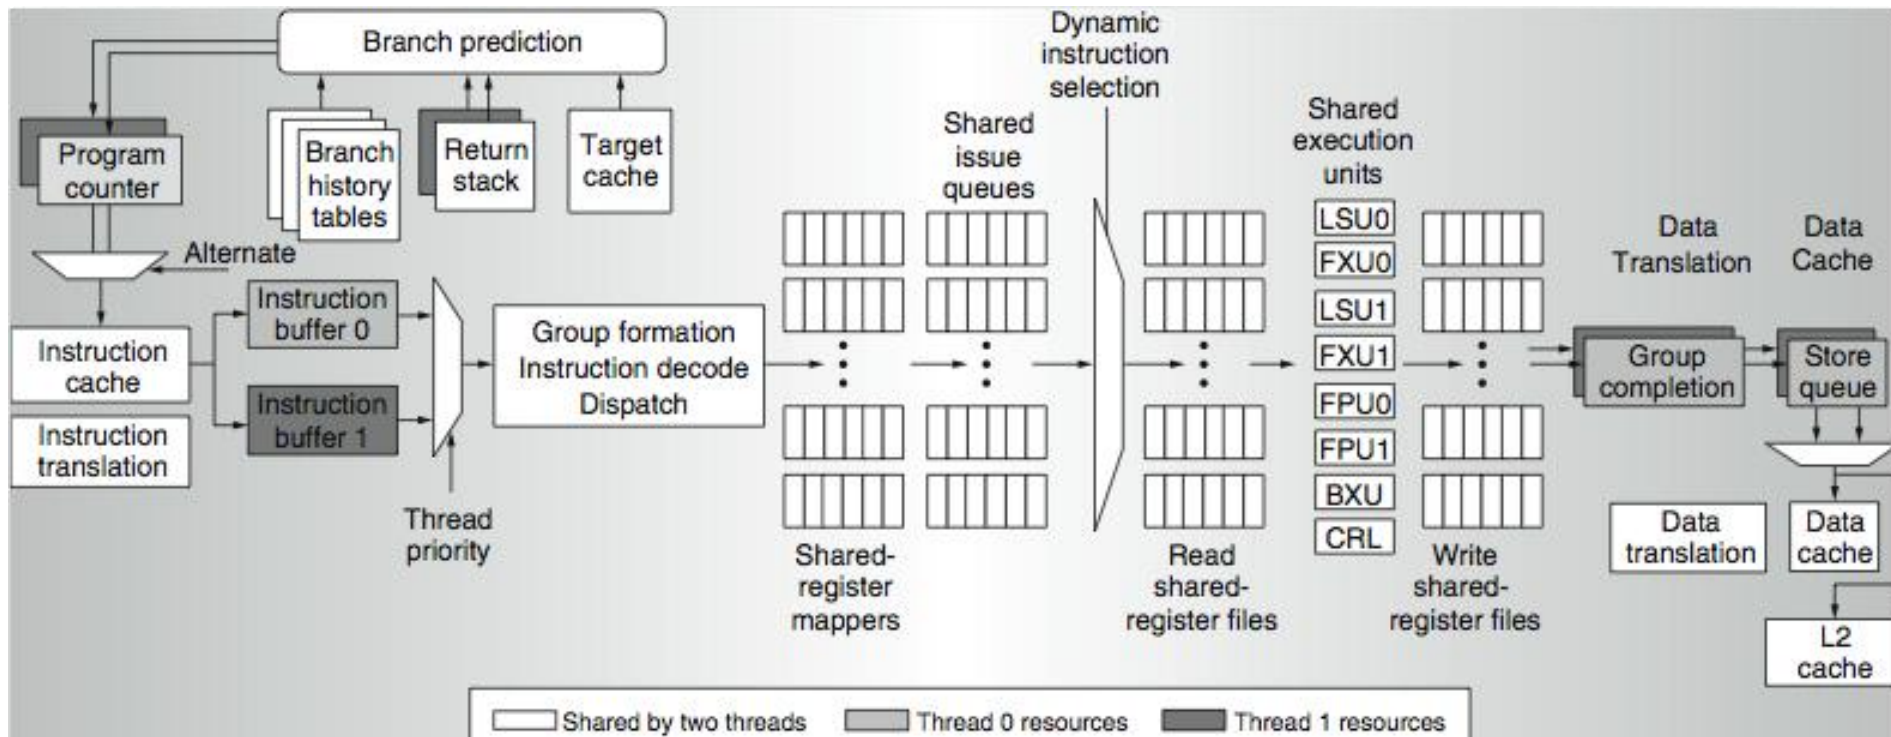 Branch prediction
Dynamic
instruction
selection
Program
counter
Branch
history
tables
Return
stack
Target
cache
Shared
issue
queues
Shared
execution
units
Alternate
Instruction
cache
Instruction
translation
Instruction
buffer 0
Instruction
buffer 1
Thread
priority
Group formation
Instruction decode
Dispatch
Shared-
register
mappers
Read
shared-
register files
LSU0
FXU0
LSU1
FXU1
FPU0
FPU1
BXU
CRL
Write
shared-
register files
Data
Translation
Data
Cache
Group
completion
Store
queue
Data
translation
Data
cache
L2
cache
Shared by two threads
Thread 0 resources
Thread 1 resources